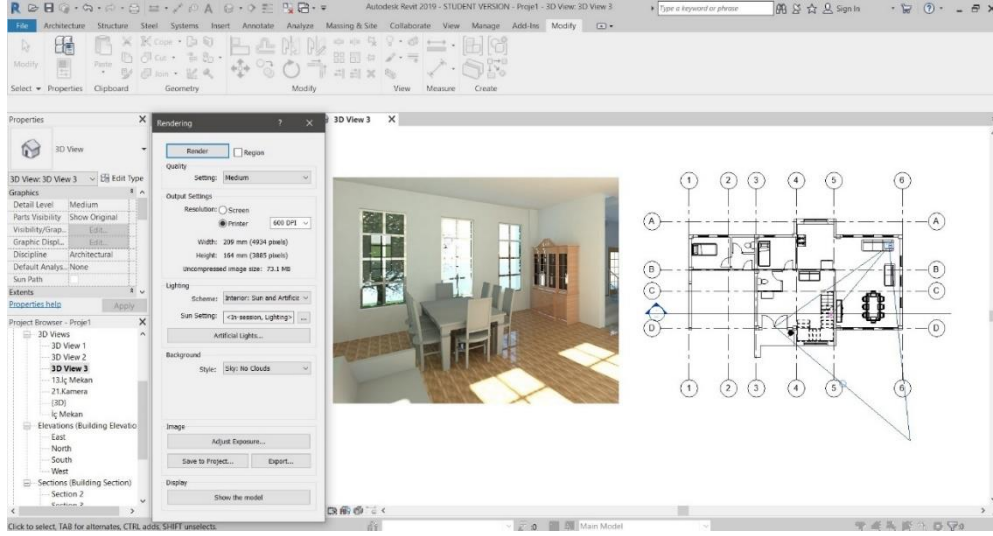 Autodesk Revit 2019 - STUDENT VERSION - Proje1 - 3D View: 3D View 3
Type a keyword or phrase
Sign In
File Architecture Structure Steel Systems Insert Annotate Analyze Massing & Site Collaborate View Manage Add-Ins Modify
Modify
Paste
Cope
Cut
Join
Select Properties Clipboard Geometry Modify View Measure Create
Properties
3D View
3D View: 3D View 3 Edit Type
Graphics
Detail Level Medium
Parts Visibility Show Original
Visibility/Grap... Edit...
Graphic Displ... Edit...
Discipline Architectural
Default Analys... None
Sun Path
Extents
Properties help Apply
Project Browser - Proje1
3D Views
3D View 1
3D View 2
3D View 3
13.İç Mekan
21.Kamera
{3D}
İç Mekan
Elevations (Building Elevatio
East
North
South
West
Sections (Building Section)
Section 2
Rendering ? X
Render Region
Quality
Setting: Medium
Output Settings
Resolution: Screen
Printer 600 DPI
Width: 209 mm (4934 pixels)
Height: 164 mm (3885 pixels)
Uncompressed image size: 73.1 MB
Lighting
Scheme: Interior: Sun and Artific
Sun Setting: <In-session, Lighting> ...
Artificial Lights...
Background
Style: Sky: No Clouds
Image
Adjust Exposure...
Save to Project... Export...
Display
Show the model
3D View 3 X
1 2 3 4 5 6
A A
B B
C C
D D
1 2 3 4 5 6
Click to select, TAB for alternates, CTRL adds, SHIFT unselects.
:0
Main Model
:0